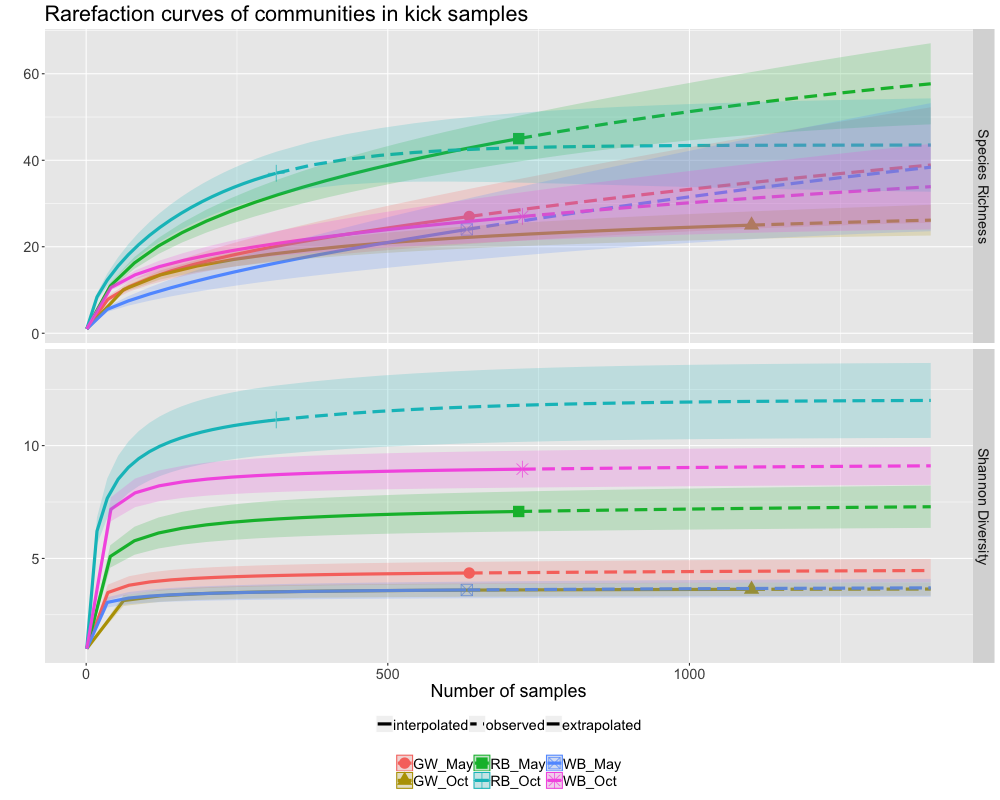 Rarefaction curves of communities in kick samples
60
40
20
0
Species Richness
10
5
Shannon Diversity
0 500 1000
Number of samples
interpolated observed extrapolated
GW_May RB_May WB_May
GW_Oct RB_Oct WB_Oct